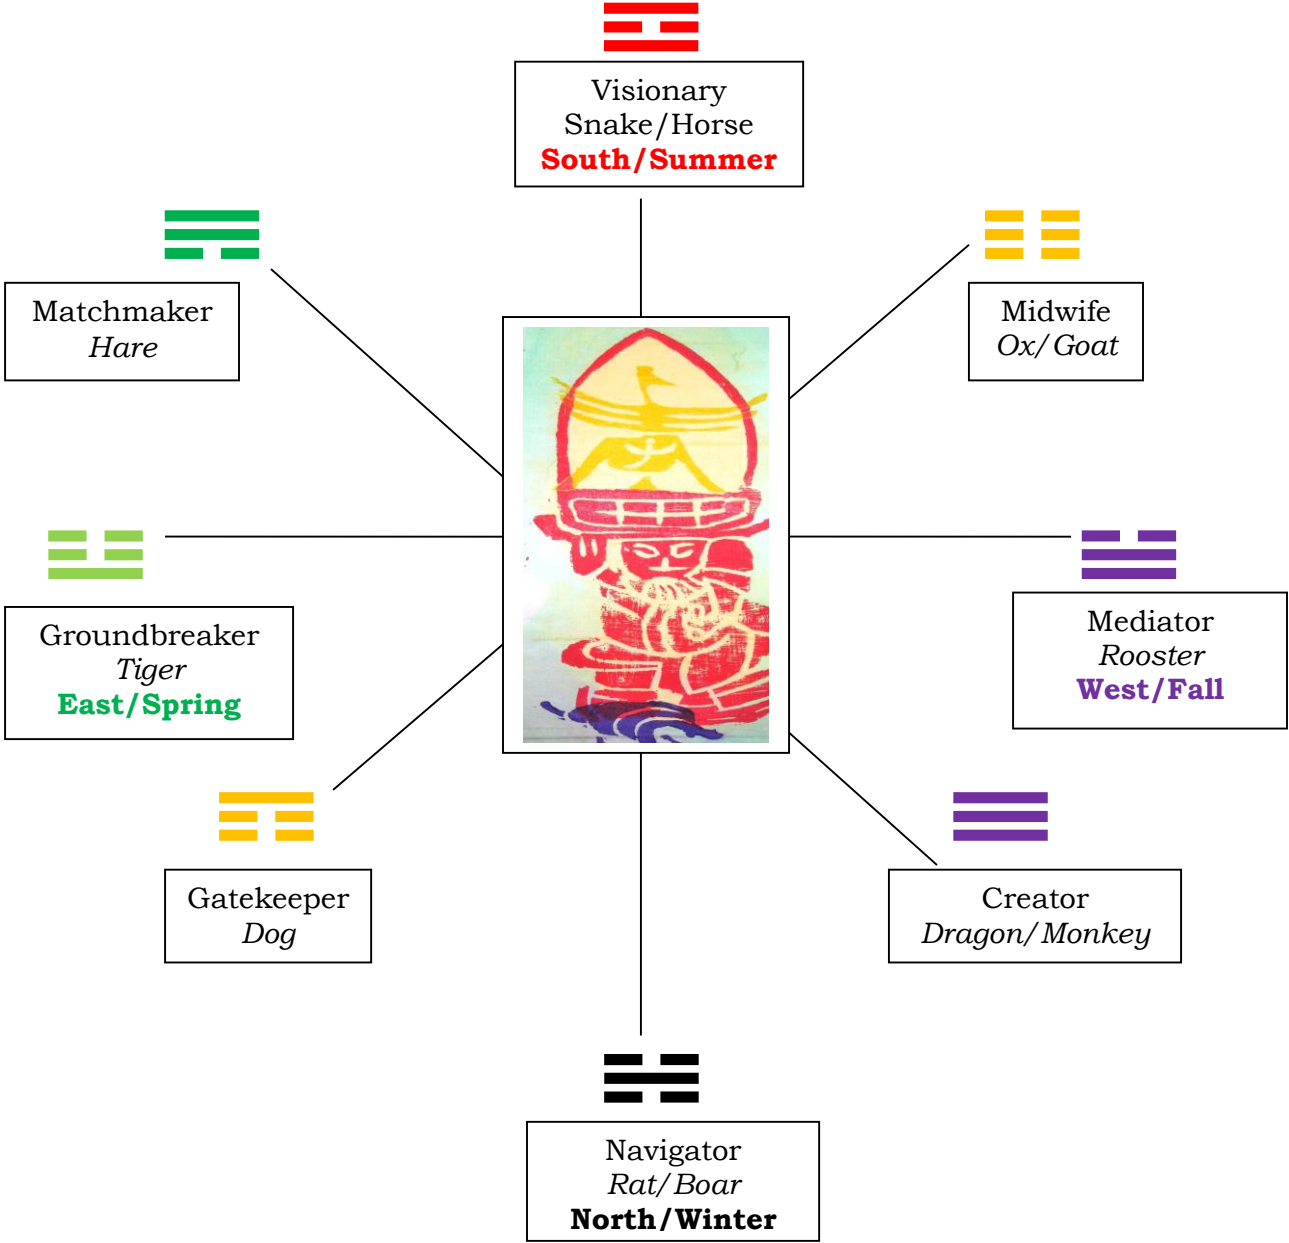 Visionary
Snake/Horse
South/Summer
Matchmaker
Hare
Midwife
Ox/Goat
Groundbreaker
Tiger
East/Spring
Mediator
Rooster
West/Fall
Gatekeeper
Dog
Creator
Dragon/Monkey
Navigator
Rat/Boar
North/Winter